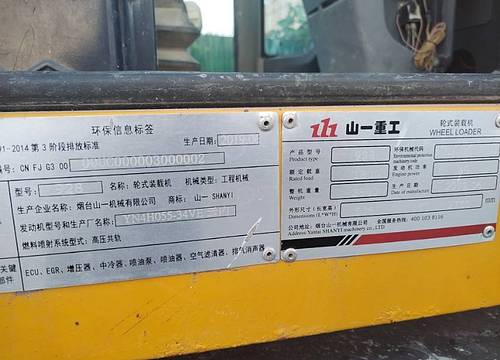 环保信息标签
91-2014 第 3 阶段排放标准
生产日期: 2019.0
编号: CN FJ G3 00
型号: 928 名称: 轮式装载机 机械类型: 工程机械
生产企业名称: 烟台山一机械有限公司 商标: 山一 SHANYI
发动机型号和生产厂名称:
燃料喷射系统型式: 高压共轨
关键
部件
ECU、EGR、增压器、中冷器、喷油泵、喷油器、空气滤清器、排气消声器
山一重工
轮式装载机
WHEEL LOADER
产品型号
Product type
环保机械代码
Environmental protection
machinery code
额定载重
Rated load
发动机功率
Engine power
整机重量
Weight
生产日期
Date of manufacture
外形尺寸(长宽高)
Dimensions (L*W*H)
mm
公司地址: 烟台山一机械有限公司 全国服务热线: 400 103 8116
Address: Yantai SHANYI machinery co., LTD